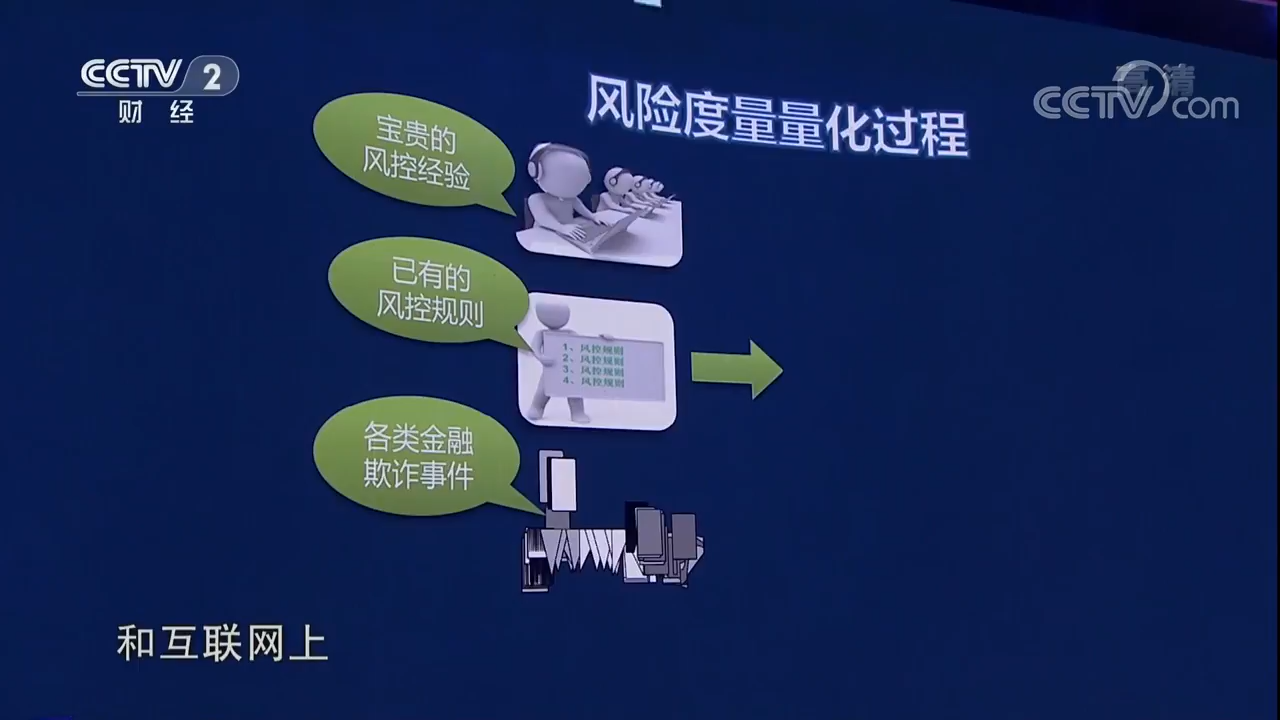 CCTV 2
财 经
高清
CCTV.com
风险度量量化过程
宝贵的
风控经验
已有的
风控规则
1、风控规则
2、风控规则
3、风控规则
4、风控规则
各类金融
欺诈事件
和互联网上